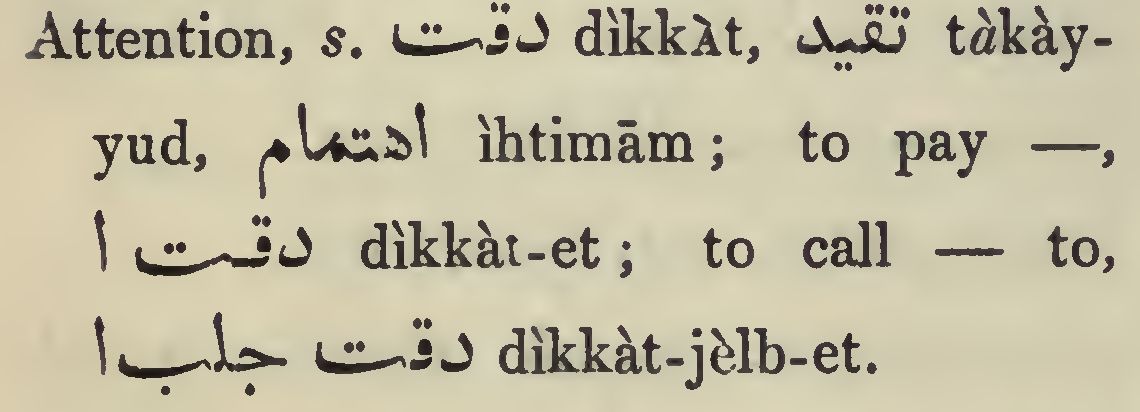 Attention, s. دقت dìkkàt, تقيد tàkày-
yud, اهتمام ìhtimām; to pay —,
دقت ا dìkkàt-et; to call — to,
دقت جلب ا dìkkàt-jèlb-et.